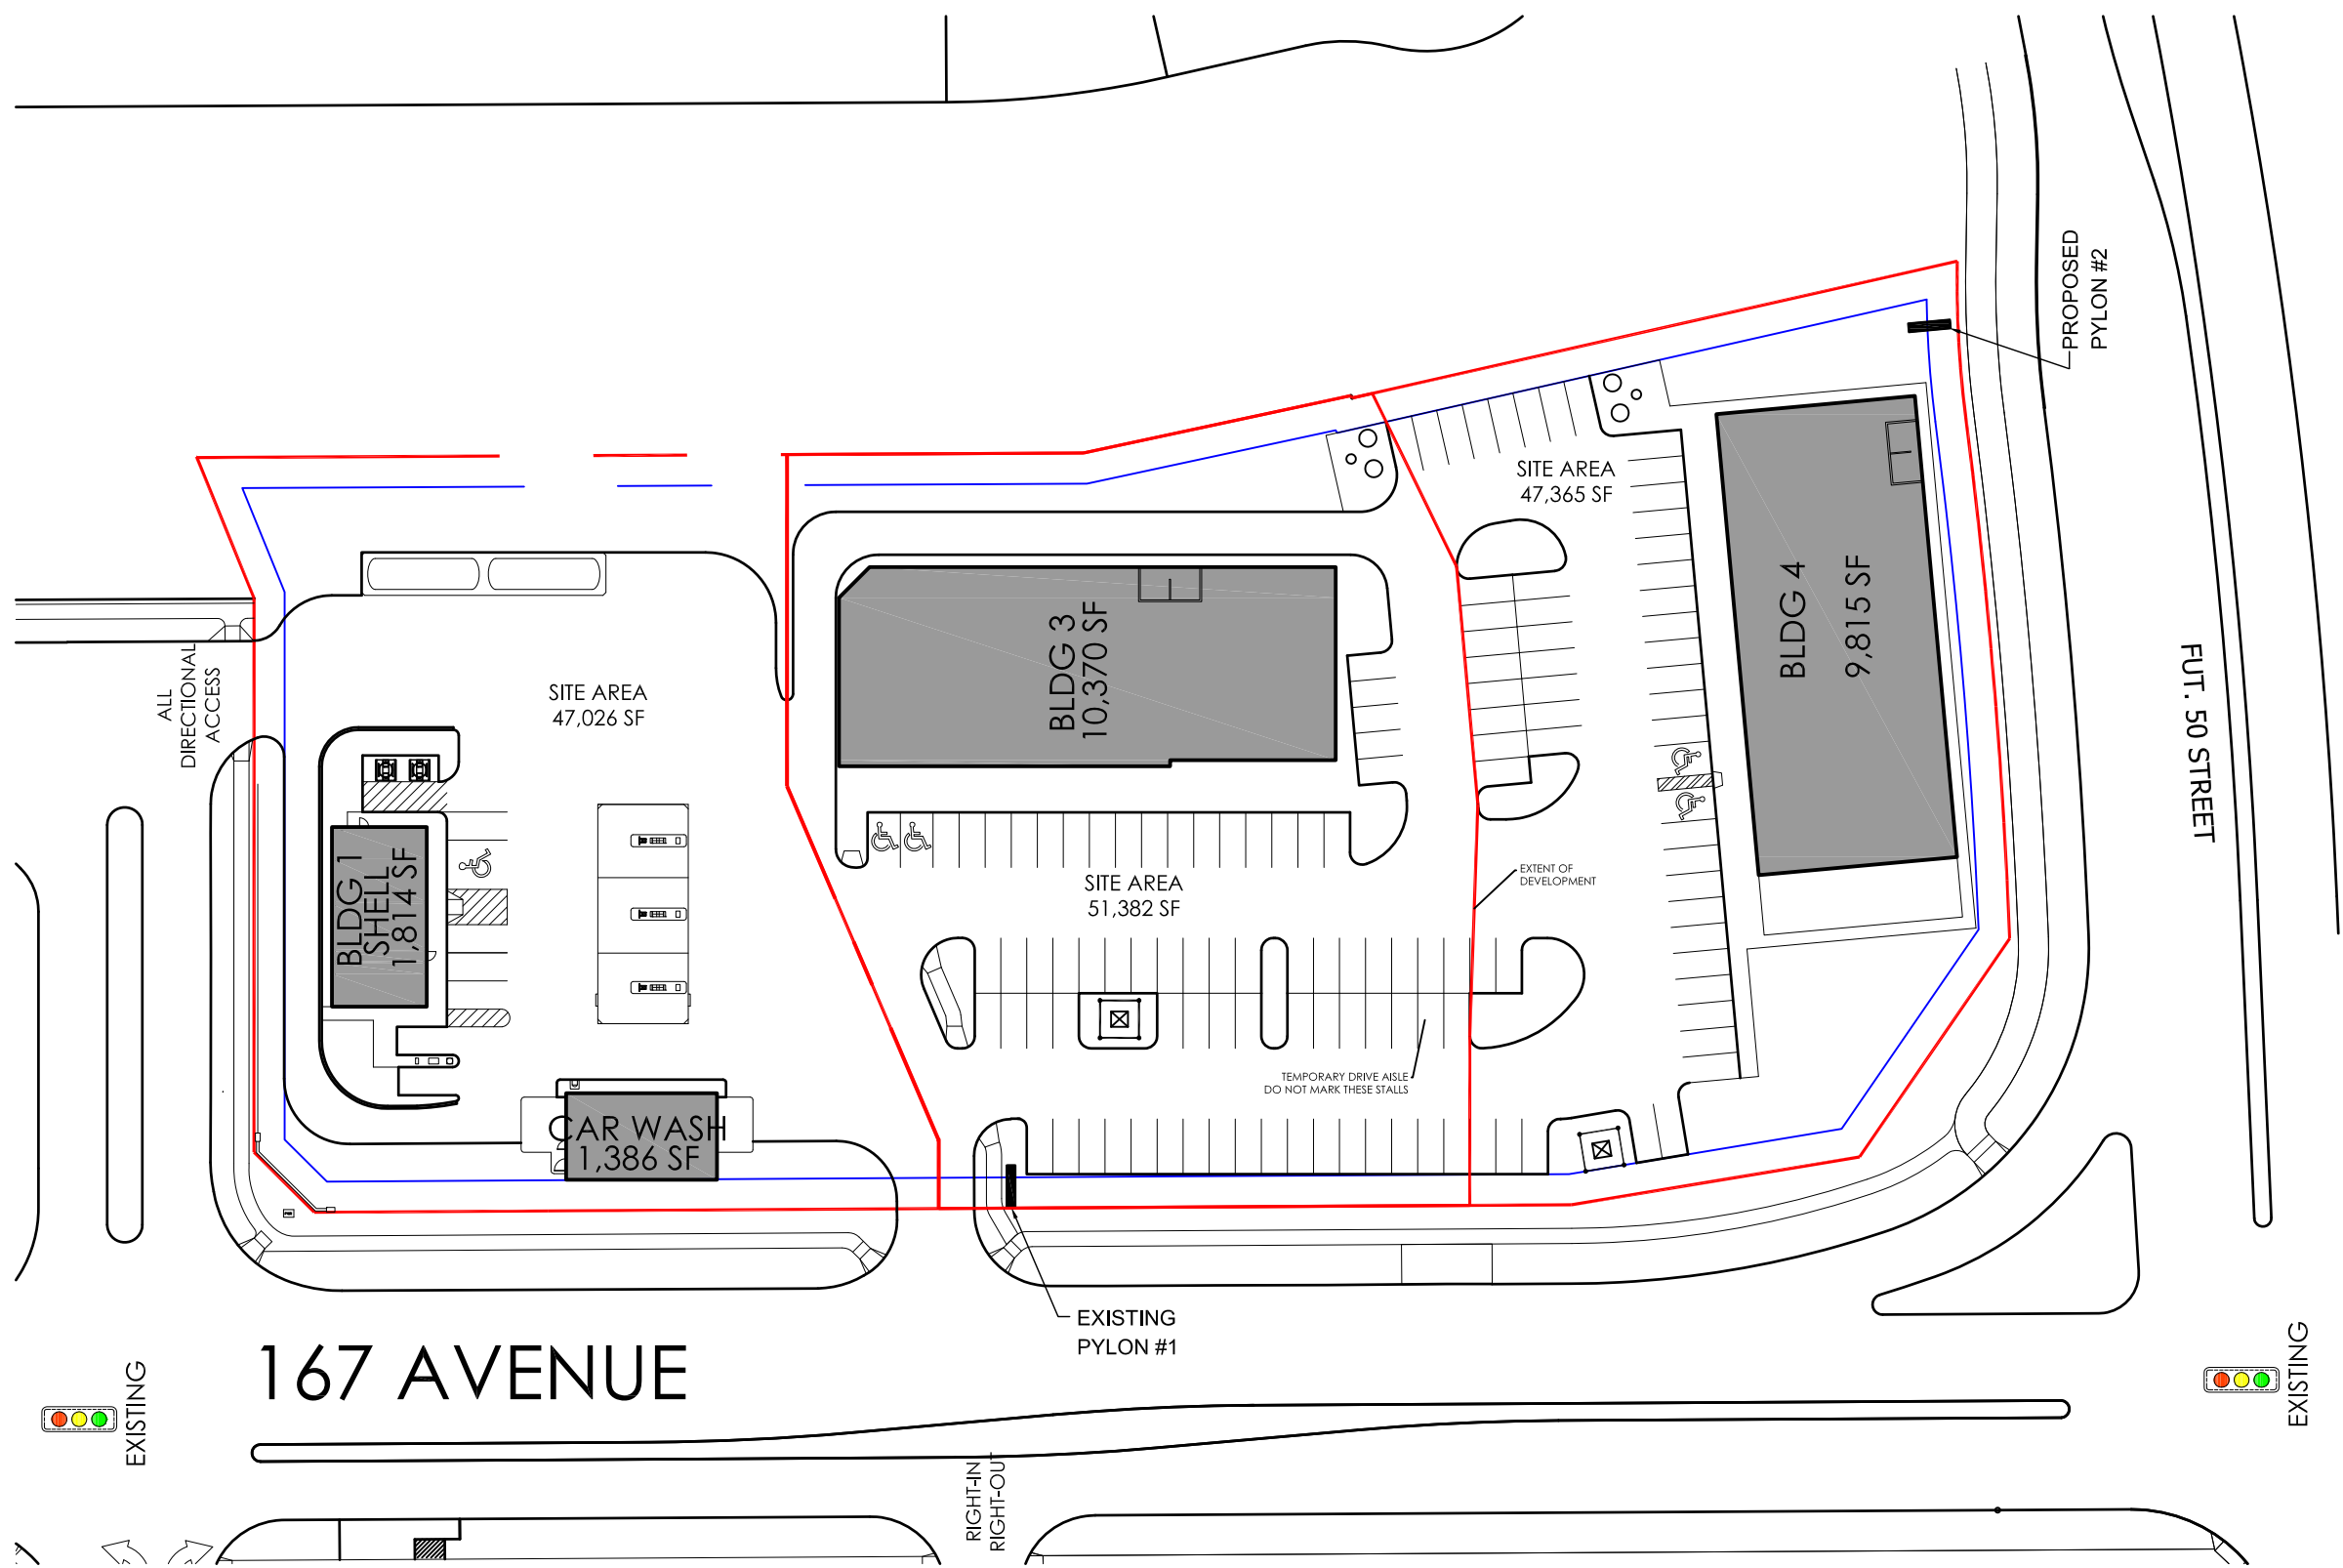 PROPOSED
PYLON #2
SITE AREA
47,365 SF
BLDG 4
9,815 SF
BLDG 3
10,370 SF
FUT. 50 STREET
ALL
DIRECTIONAL
ACCESS
SITE AREA
47,026 SF
BLDG 1
SHELL
1,814 SF
EXTENT OF
DEVELOPMENT
SITE AREA
51,382 SF
TEMPORARY DRIVE AISLE
DO NOT MARK THESE STALLS
CAR WASH
1,386 SF
EXISTING
PYLON #1
167 AVENUE
EXISTING
EXISTING
RIGHT-IN
RIGHT-OUT